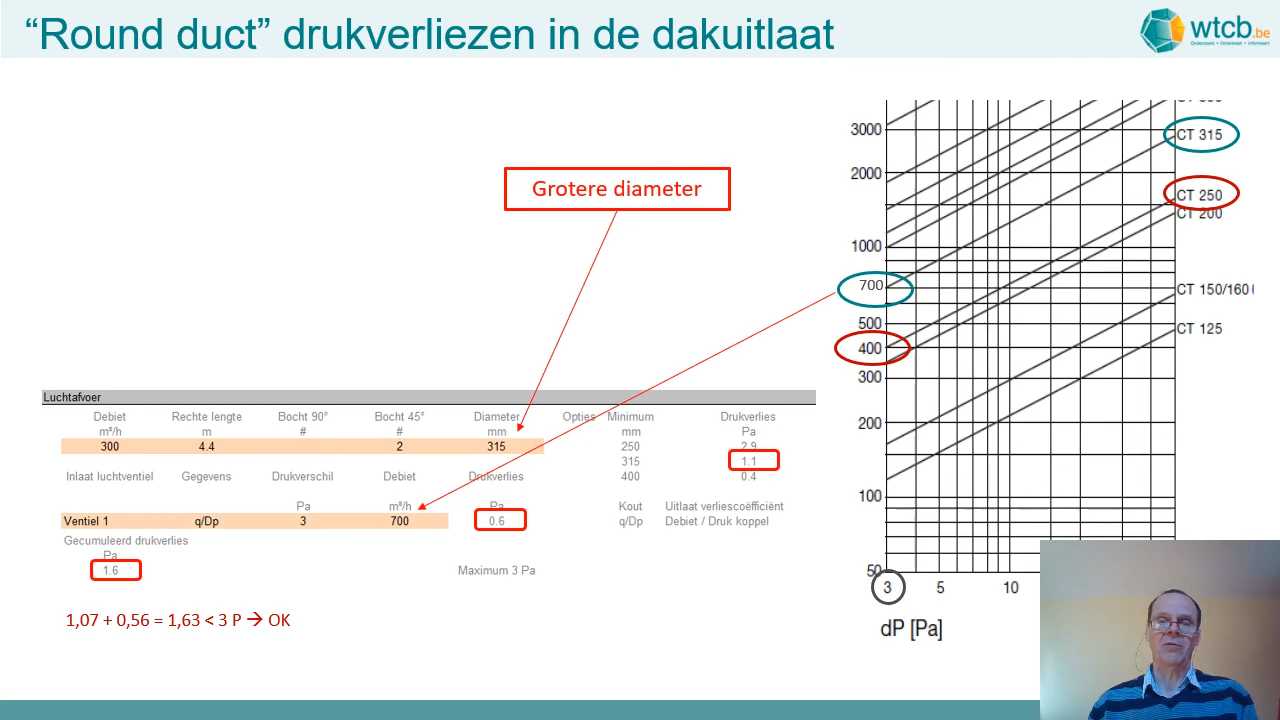 “Round duct” drukverliezen in de dakuitlaat
wtcb.be
Onderzoekt • Ontwikkelt • Informeert
Grotere diameter
3000
2000
1000
700
500
400
300
200
100
50
CT 315
CT 250
CT 200
CT 150/160
CT 125
3 5 10
dP [Pa]
Luchtafvoer
Debiet Rechte lengte Bocht 90° Bocht 45° Diameter Opties Minimum Drukverlies
m³/h m # # mm mm Pa
300 4.4 2 315 250 2.9
315 1.1
Inlaat luchtventiel Gegevens Drukverschil Debiet Drukverlies 400 0.4
Pa m³/h Pa Kout Uitlaat verliescoëfficiënt
Ventiel 1 q/Dp 3 700 0.6 q/Dp Debiet / Druk koppel
Gecumuleerd drukverlies
Pa
1.6 Maximum 3 Pa
1,07 + 0,56 = 1,63 < 3 P → OK